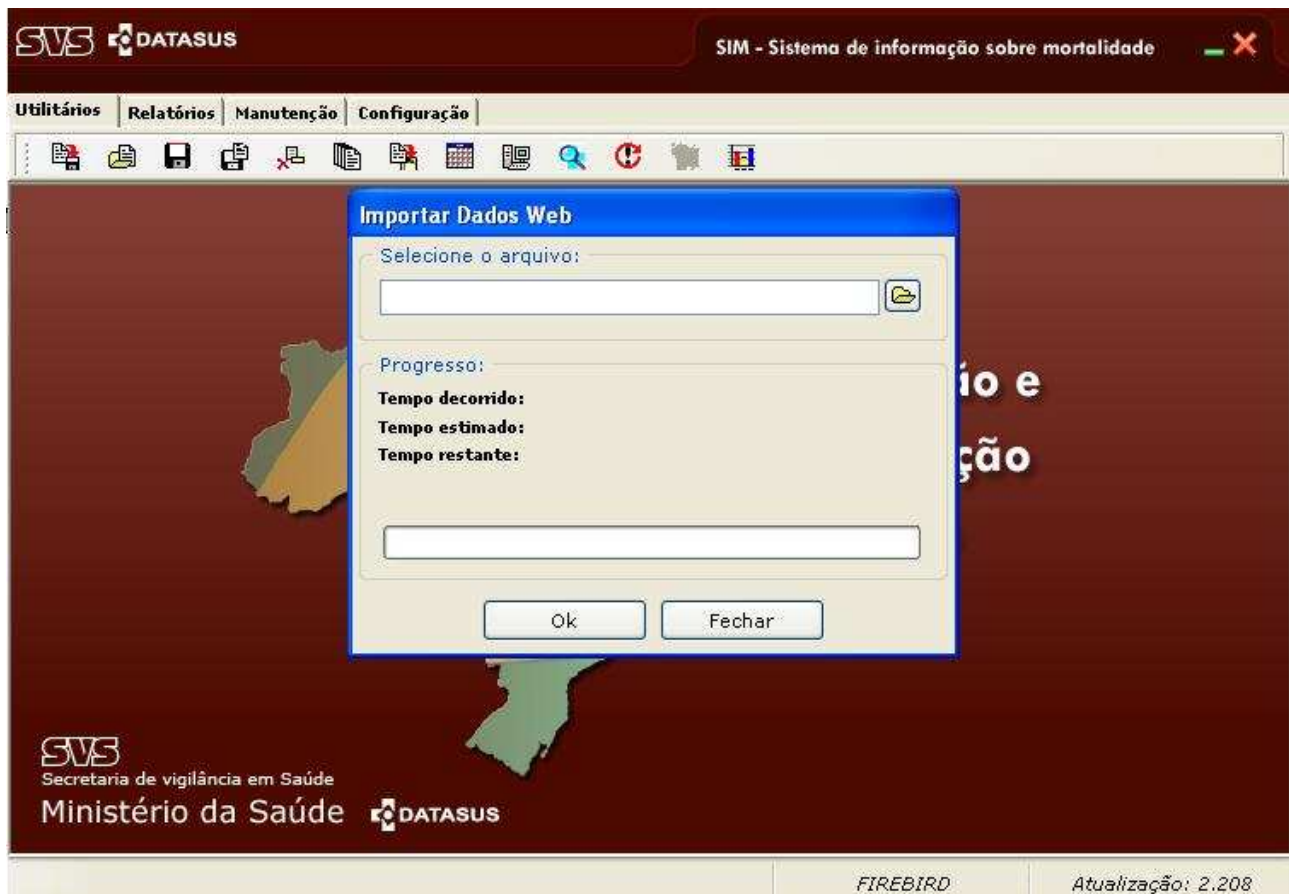 SVS DATASUS
SIM - Sistema de informação sobre mortalidade
Utilitários Relatórios Manutenção Configuração
Importar Dados Web
Selecione o arquivo:
Progresso:
Tempo decorrido:
Tempo estimado:
Tempo restante:
ão e
ção
Ok Fechar
SVS
Secretaria de vigilância em Saúde
Ministério da Saúde DATASUS
FIREBIRD Atualização: 2.208